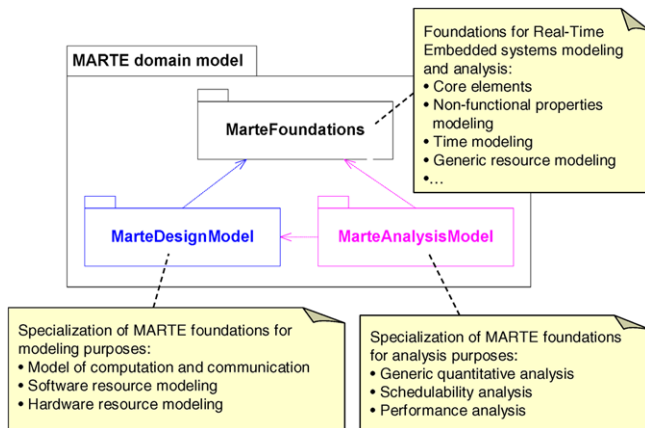 Foundations for Real-Time
Embedded systems modeling
and analysis:
• Core elements
• Non-functional properties
modeling
• Time modeling
• Generic resource modeling
•...
MARTE domain model
MarteFoundations
MarteDesignModel
MarteAnalysisModel
Specialization of MARTE foundations for
modeling purposes:
• Model of computation and communication
• Software resource modeling
• Hardware resource modeling
Specialization of MARTE foundations
for analysis purposes:
• Generic quantitative analysis
• Schedulability analysis
• Performance analysis